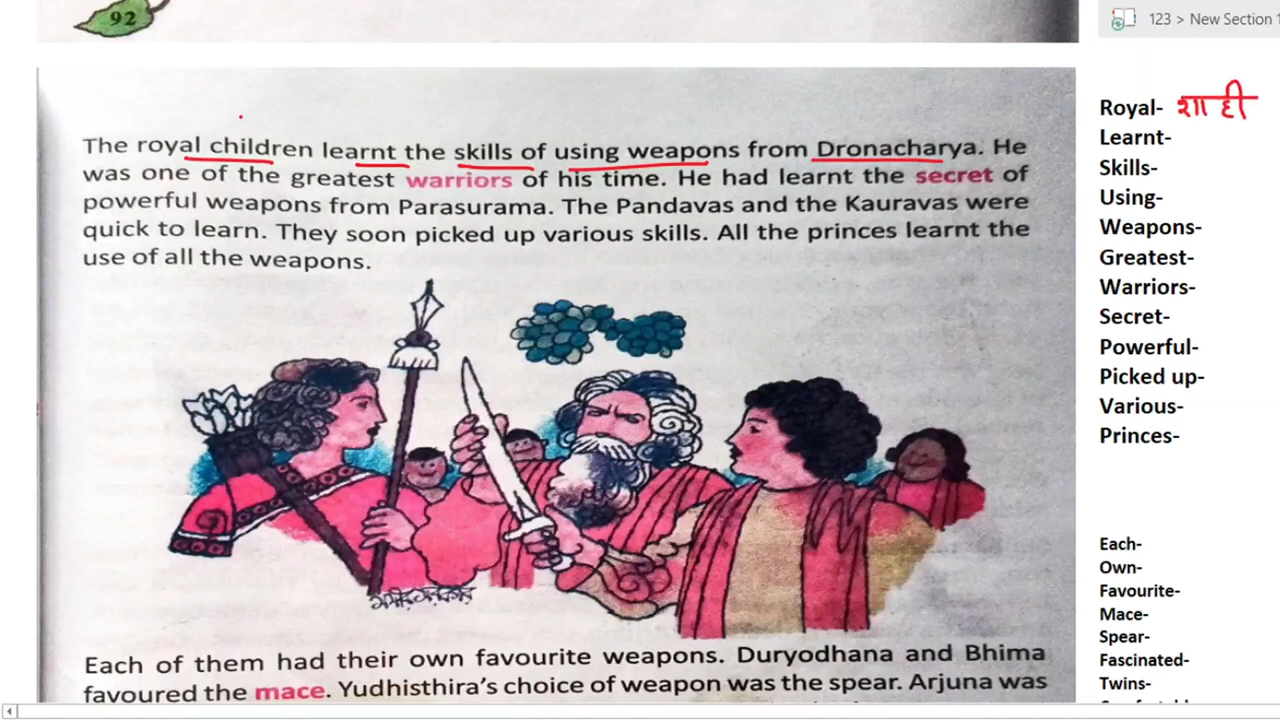 92
123 > New Section 1
The royal children learnt the skills of using weapons from Dronacharya. He
was one of the greatest warriors of his time. He had learnt the secret of
powerful weapons from Parasurama. The Pandavas and the Kauravas were
quick to learn. They soon picked up various skills. All the princes learnt the
use of all the weapons.
Each of them had their own favourite weapons. Duryodhana and Bhima
favoured the mace. Yudhisthira's choice of weapon was the spear. Arjuna was
Royal- शाही
Learnt-
Skills-
Using-
Weapons-
Greatest-
Warriors-
Secret-
Powerful-
Picked up-
Various-
Princes-
Each-
Own-
Favourite-
Mace-
Spear-
Fascinated-
Twins-